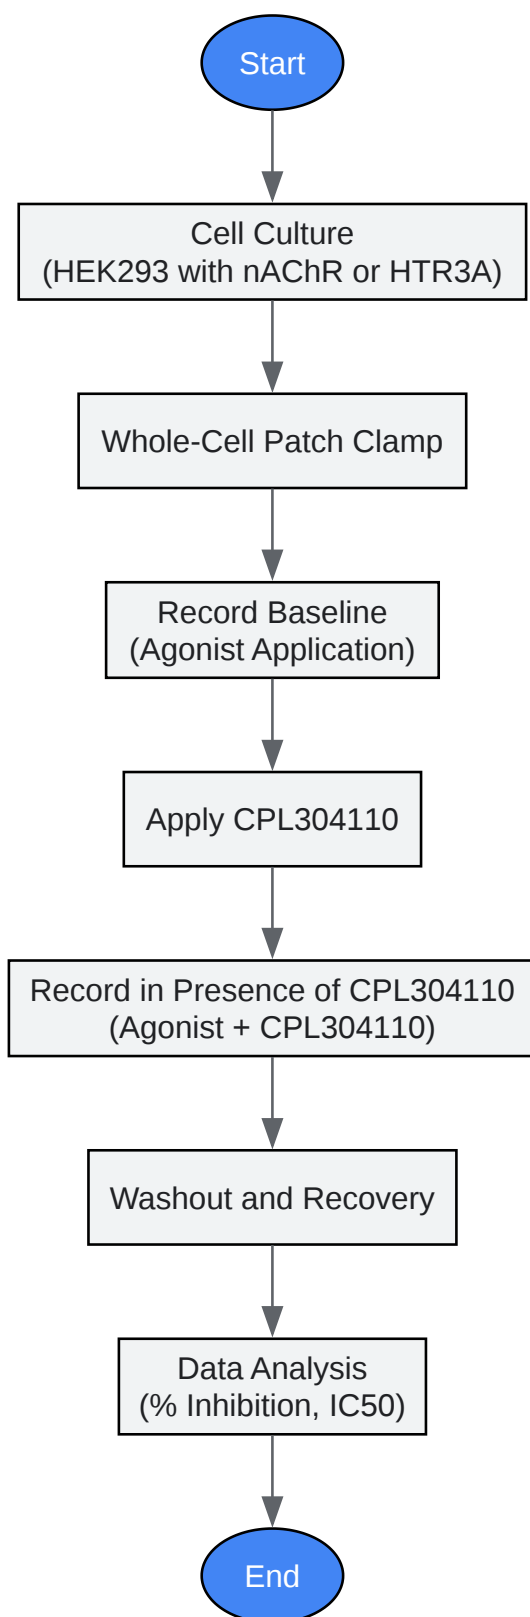 Start
Cell Culture
(HEK293 with nAChR or HTR3A)
Whole-Cell Patch Clamp
Record Baseline
(Agonist Application)
Apply CPL304110
Record in Presence of CPL304110
(Agonist + CPL304110)
Washout and Recovery
Data Analysis
(% Inhibition, IC50)
End